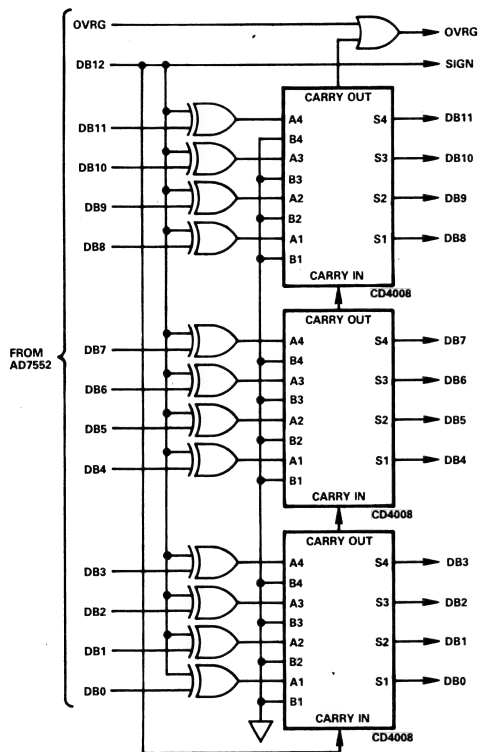 OVRG
OVRG
DB12
SIGN
CARRY OUT
DB11
A4
S4
DB11
B4
DB10
A3
S3
DB10
B3
DB9
A2
S2
DB9
B2
DB8
A1
S1
DB8
B1
CARRY IN
CD4008
CARRY OUT
DB7
A4
S4
DB7
B4
FROM
AD7552
DB6
A3
S3
DB6
B3
DB5
A2
S2
DB5
B2
DB4
A1
S1
DB4
B1
CARRY IN
CD4008
CARRY OUT
DB3
A4
S4
DB3
B4
DB2
A3
S3
DB2
B3
DB1
A2
S2
DB1
B2
DB0
A1
S1
DB0
B1
CARRY IN
CD4008